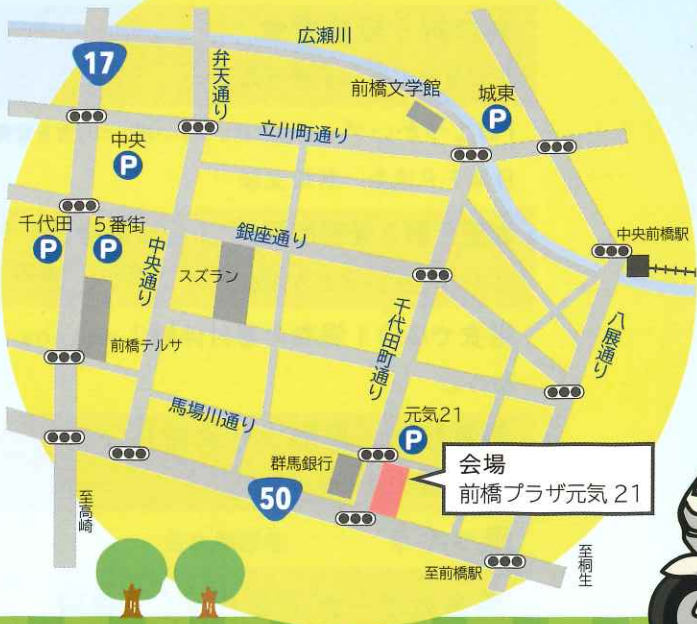 広瀬川
17
弁天通り
前橋文学館
城東
P
立川町通り
中央
P
千代田
P
5番街
P
銀座通り
中央前橋駅
中央通り
スズラン
千代田町通り
八展通り
前橋テルサ
馬場川通り
元気21
P
群馬銀行
会場
前橋プラザ元気 21
50
至高崎
至前橋駅
至桐生